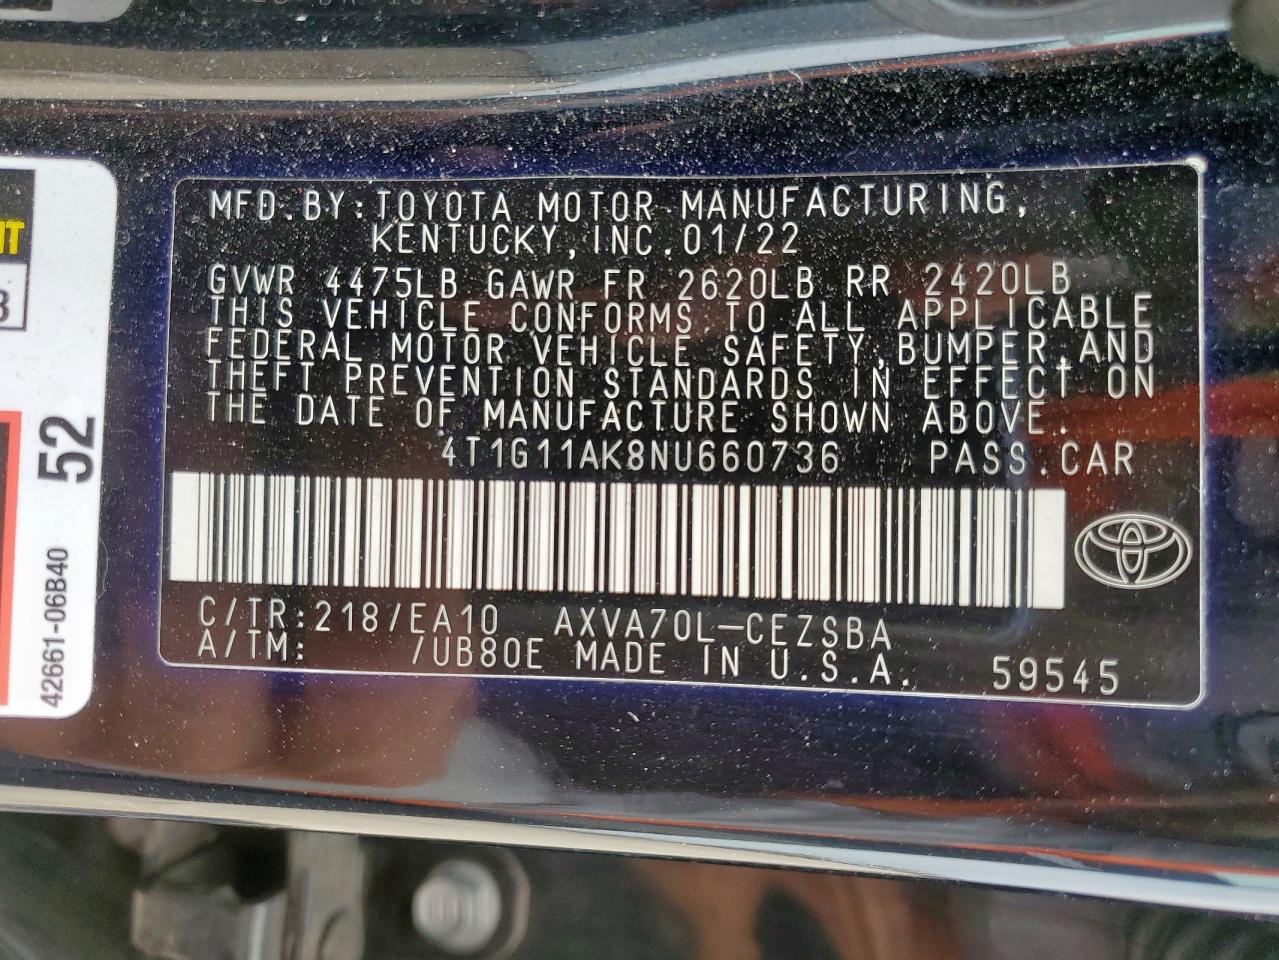 MFD.BY:TOYOTA MOTOR MANUFACTURING,
KENTUCKY,INC.01/22
GVWR 4475LB GAWR FR 2620LB RR 2420LB
THIS VEHICLE CONFORMS TO ALL APPLICABLE
FEDERAL MOTOR VEHICLE SAFETY,BUMPER,AND
THEFT PREVENTION STANDARDS IN EFFECT ON
THE DATE OF MANUFACTURE SHOWN ABOVE.
4T1G11AK8NU660736 PASS.CAR
C/TR:218/EA10 AXVA70L-CEZSBA
A/TM: /UB80E MADE IN U.S.A. 59545
52
42661-06B40